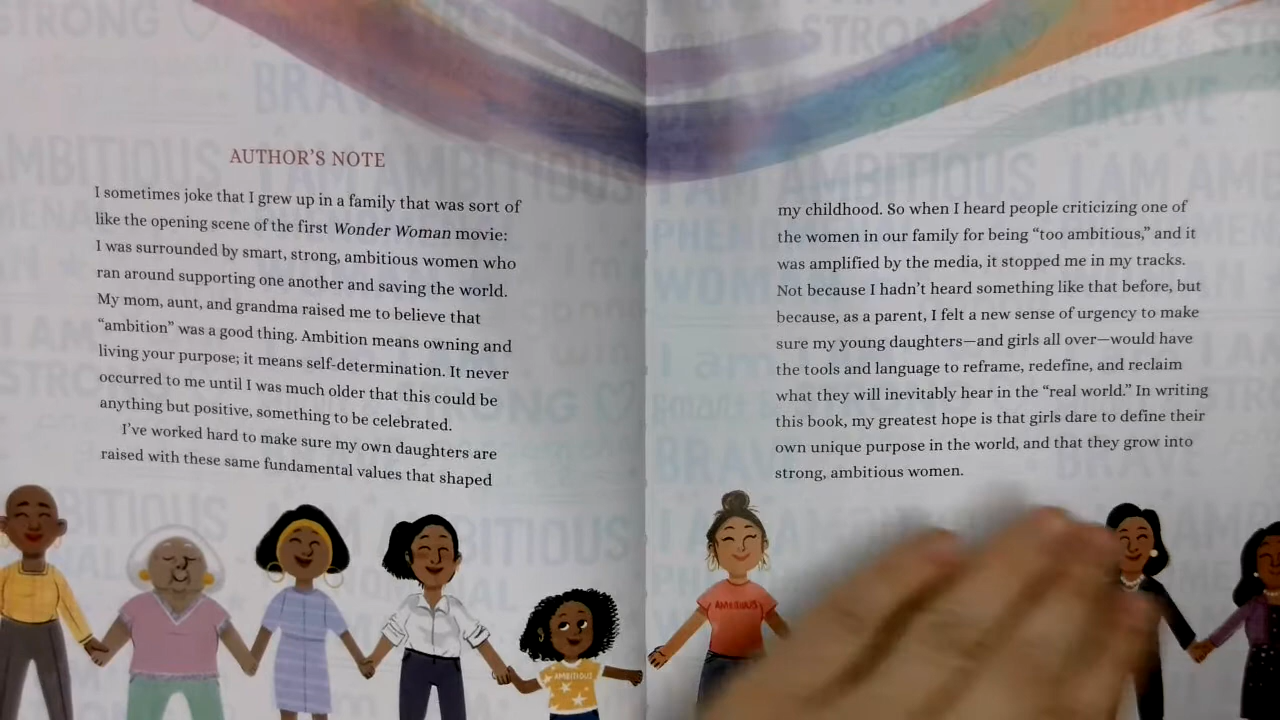 AUTHOR'S NOTE
I sometimes joke that I grew up in a family that was sort of
like the opening scene of the first Wonder Woman movie:
I was surrounded by smart, strong, ambitious women who
ran around supporting one another and saving the world.
My mom, aunt, and grandma raised me to believe that
“ambition” was a good thing. Ambition means owning and
living your purpose; it means self-determination. It never
occurred to me until I was much older that this could be
anything but positive, something to be celebrated.
I've worked hard to make sure my own daughters are
raised with these same fundamental values that shaped
AMBITIOUS
my childhood. So when I heard people criticizing one of
the women in our family for being “too ambitious,” and it
was amplified by the media, it stopped me in my tracks.
Not because I hadn't heard something like that before, but
because, as a parent, I felt a new sense of urgency to make
sure my young daughters—and girls all over—would have
the tools and language to reframe, redefine, and reclaim
what they will inevitably hear in the “real world.” In writing
this book, my greatest hope is that girls dare to define their
own unique purpose in the world, and that they grow into
strong, ambitious women.
AMBITIOUS